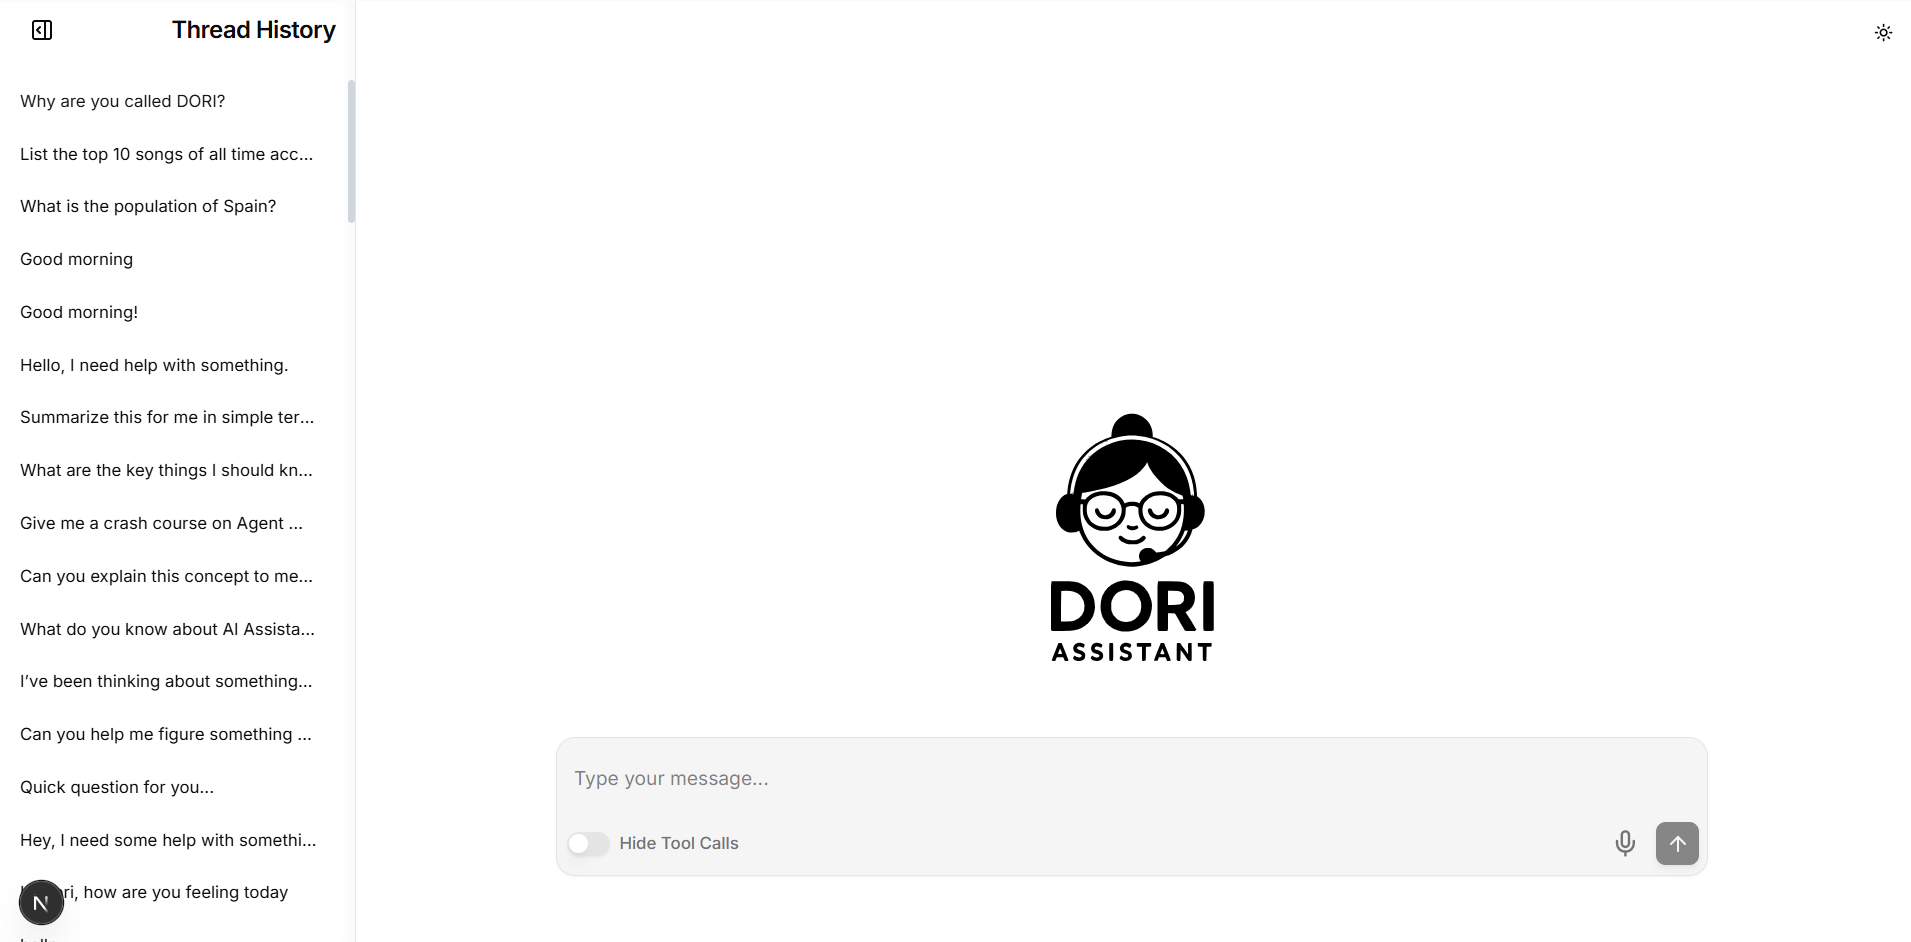 Thread History
Why are you called DORI?
List the top 10 songs of all time acc...
What is the population of Spain?
Good morning
Good morning!
Hello, I need help with something.
Summarize this for me in simple ter...
What are the key things I should kn...
Give me a crash course on Agent ...
Can you explain this concept to me...
What do you know about AI Assista...
I’ve been thinking about something...
Can you help me figure something ...
Quick question for you...
Hey, I need some help with somethi...
how are you feeling today
N
DORI
ASSISTANT
Type your message...
Hide Tool Calls